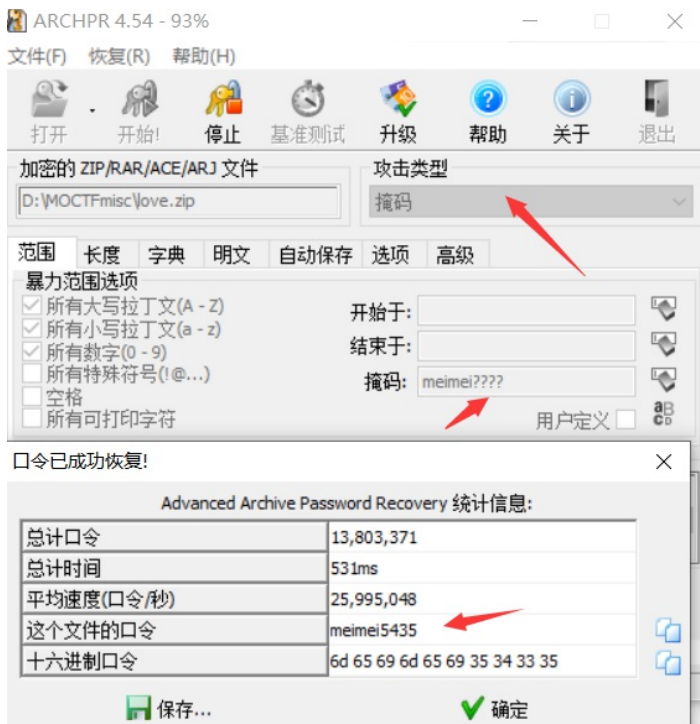 ARCHPR 4.54 - 93%
文件(F) 恢复(R) 帮助(H)
打开 开始! 停止 基准测试 升级 帮助 关于 退出
加密的 ZIP/RAR/ACE/ARJ 文件 攻击类型
D:\MOCTFmisc\love.zip 掩码
范围 长度 字典 明文 自动保存 选项 高级
暴力范围选项
所有大写拉丁文(A - Z) 开始于:
所有小写拉丁文(a - z)
所有数字(0 - 9) 结束于:
所有特殊符号(!@...) 掩码: meimei????
空格
所有可打印字符 用户定义
口令已成功恢复!
Advanced Archive Password Recovery 统计信息:
总计口令 13,803,371
总计时间 531ms
平均速度(口令/秒) 25,995,048
这个文件的口令 meimei5435
十六进制口令 6d 65 69 6d 65 69 35 34 33 35
保存... 确定